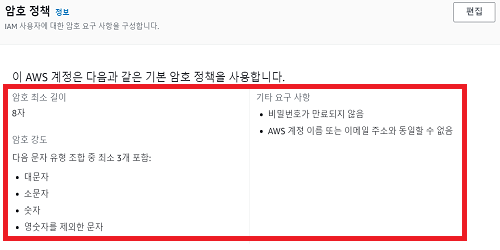 암호 정책 정보
편집
IAM 사용자에 대한 암호 요구 사항을 구성합니다.
이 AWS 계정은 다음과 같은 기본 암호 정책을 사용합니다.
암호 최소 길이
8자
암호 강도
다음 문자 유형 조합 중 최소 3개 포함:
• 대문자
• 소문자
• 숫자
• 영숫자를 제외한 문자
기타 요구 사항
• 비밀번호가 만료되지 않음
• AWS 계정 이름 또는 이메일 주소와 동일할 수 없음